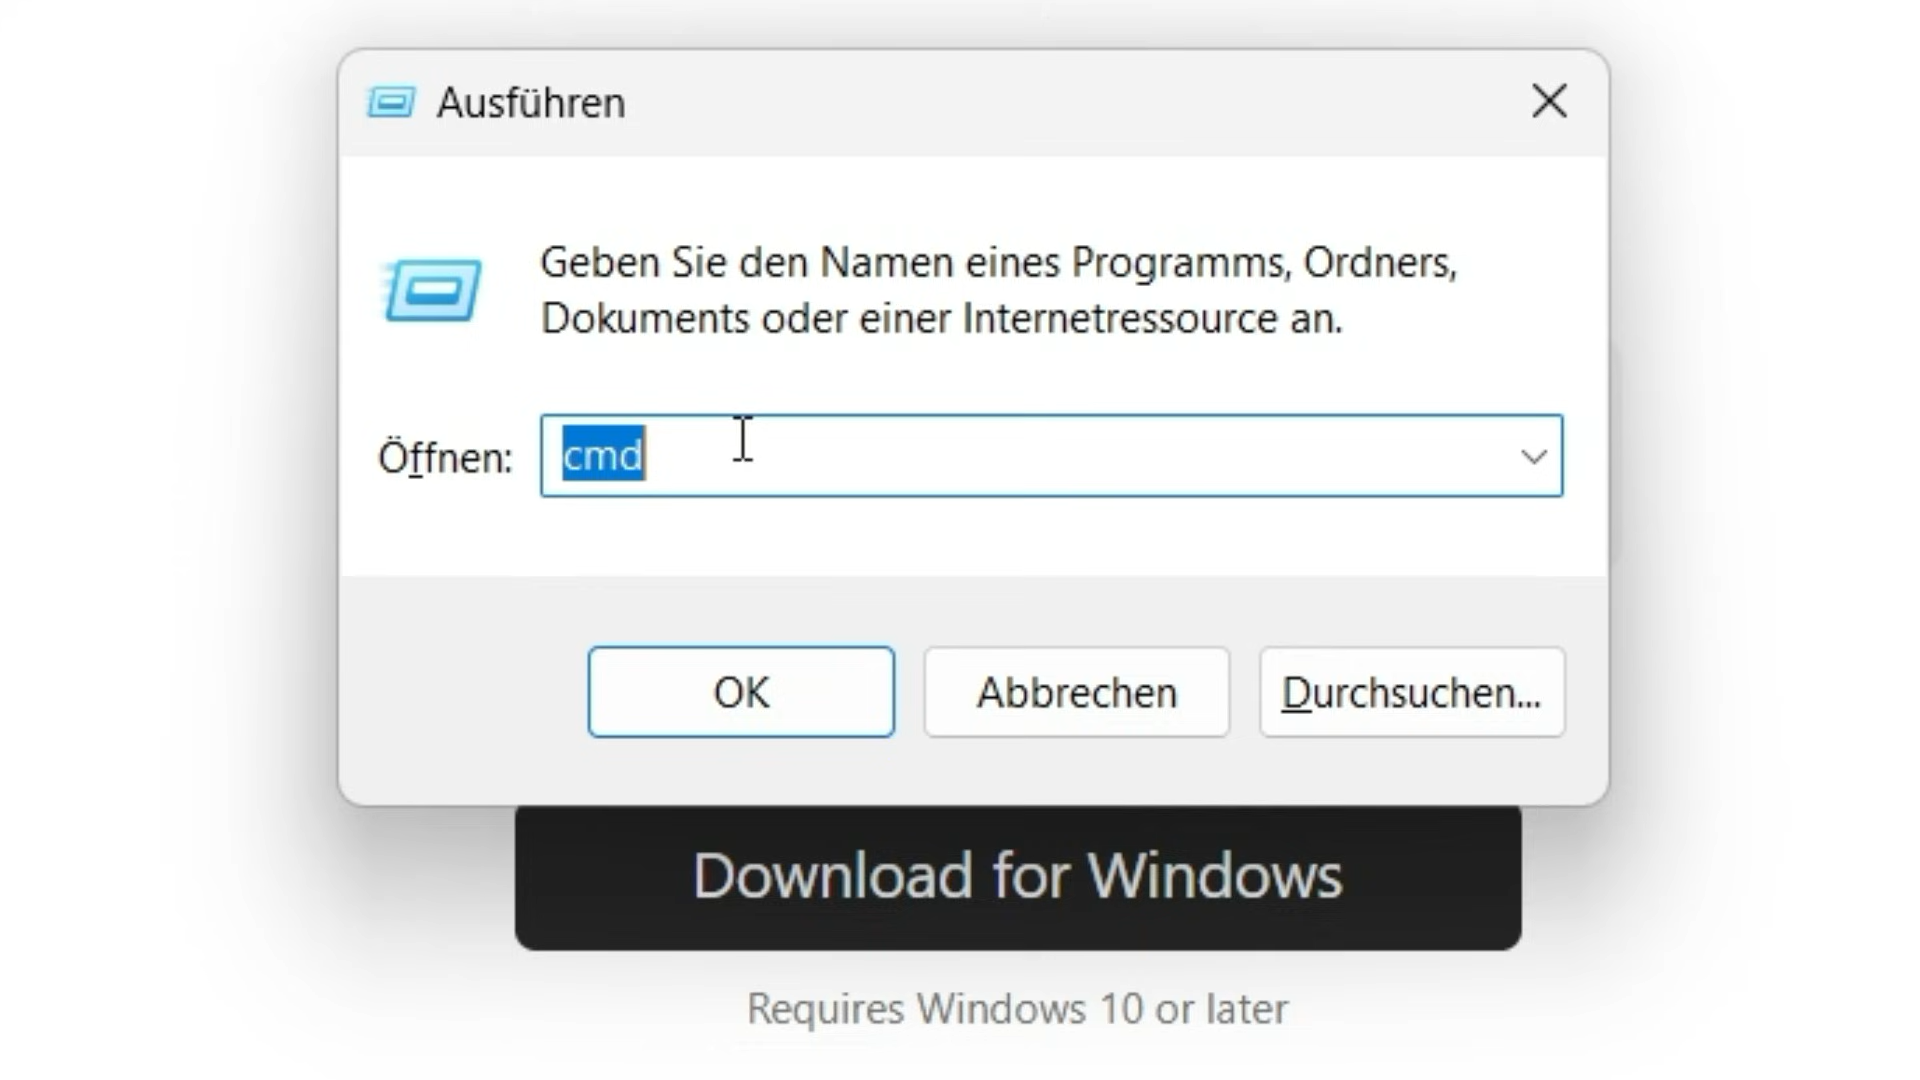 Ausführen
Geben Sie den Namen eines Programms, Ordners,
Dokuments oder einer Internetressource an.
Öffnen: cmd
OK Abbrechen Durchsuchen...
Download for Windows
Requires Windows 10 or later